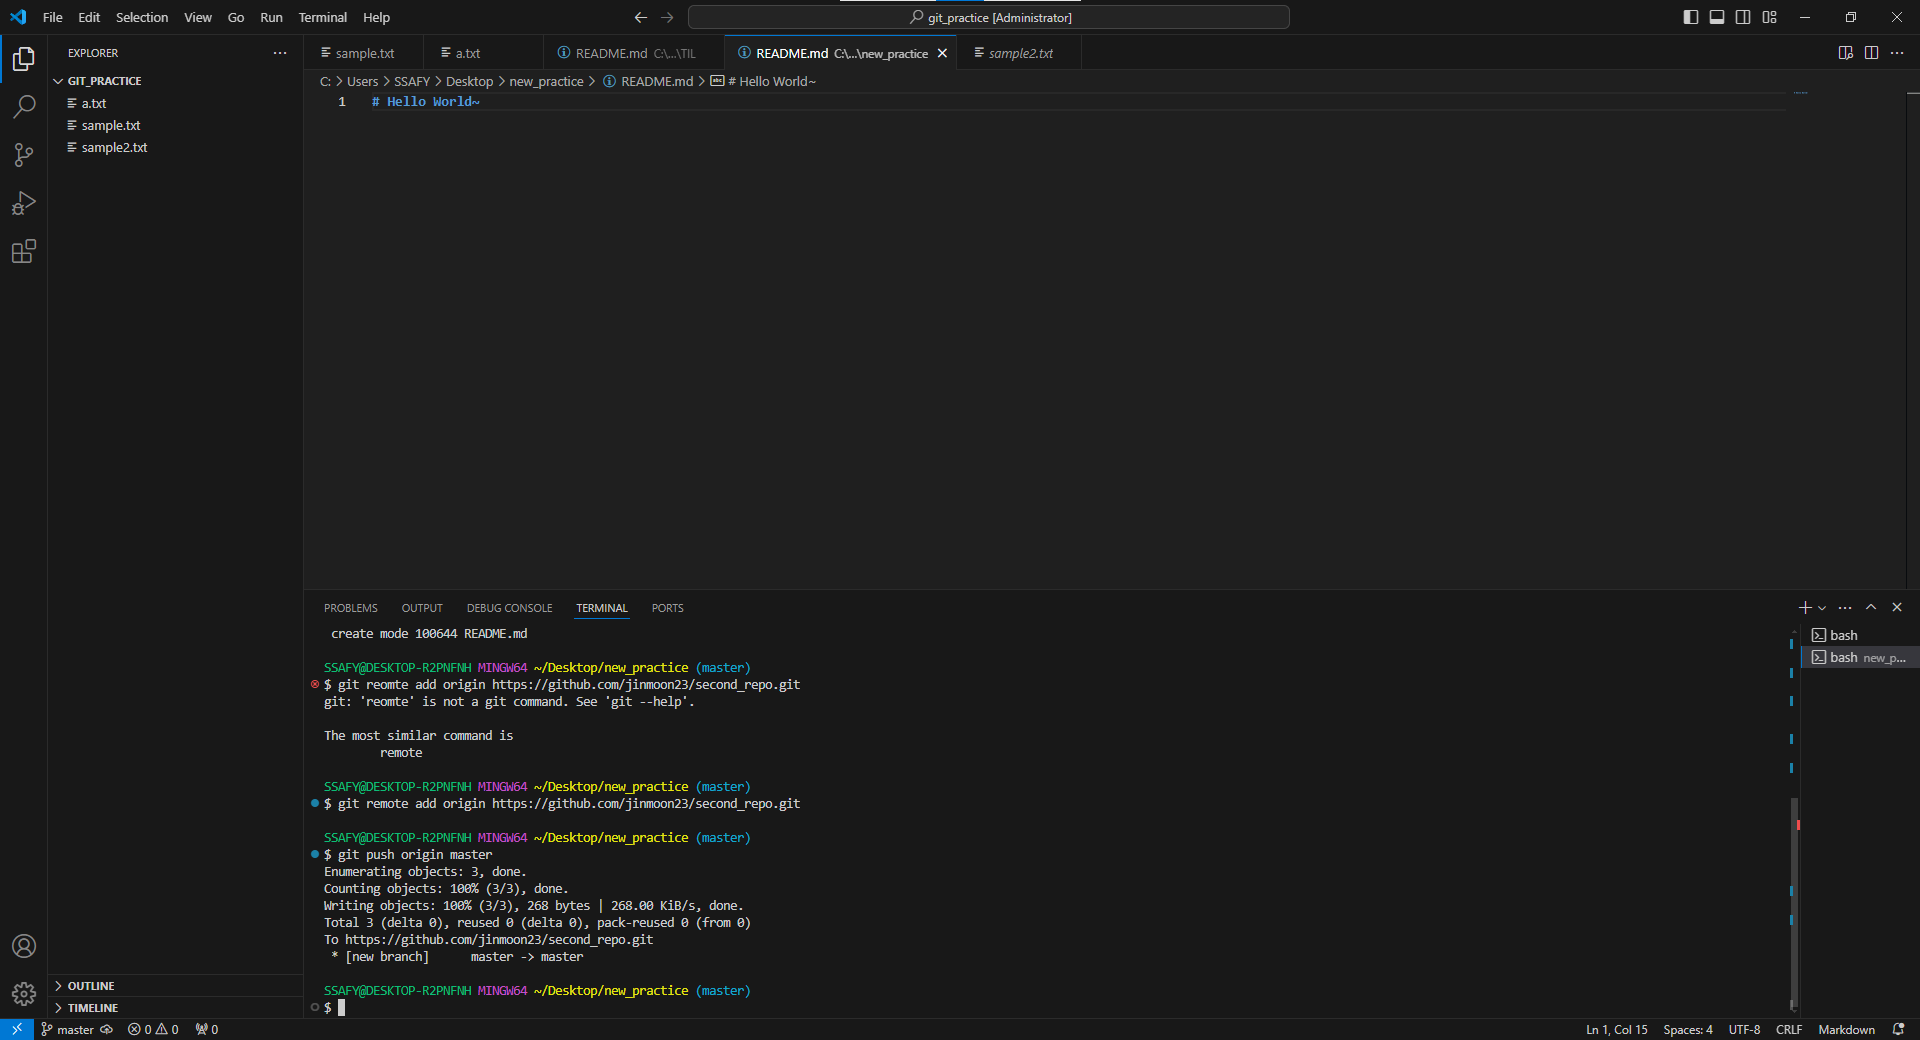 File Edit Selection View Go Run Terminal Help
git_practice [Administrator]
EXPLORER
GIT_PRACTICE
a.txt
sample.txt
sample2.txt
OUTLINE
TIMELINE
sample.txt a.txt README.md C:\...\TIL README.md C:\...\new_practice sample2.txt
C: > Users > SSAFY > Desktop > new_practice > README.md > # Hello World~
1 # Hello World~
PROBLEMS OUTPUT DEBUG CONSOLE TERMINAL PORTS
create mode 100644 README.md
SSAFY@DESKTOP-R2PNFNH MINGW64 ~/Desktop/new_practice (master)
$ git reomte add origin https://github.com/jinmoon23/second_repo.git
git: 'reomte' is not a git command. See 'git --help'.
The most similar command is
remote
SSAFY@DESKTOP-R2PNFNH MINGW64 ~/Desktop/new_practice (master)
$ git remote add origin https://github.com/jinmoon23/second_repo.git
SSAFY@DESKTOP-R2PNFNH MINGW64 ~/Desktop/new_practice (master)
$ git push origin master
Enumerating objects: 3, done.
Counting objects: 100% (3/3), done.
Writing objects: 100% (3/3), 268 bytes | 268.00 KiB/s, done.
Total 3 (delta 0), reused 0 (delta 0), pack-reused 0 (from 0)
To https://github.com/jinmoon23/second_repo.git
* [new branch] master -> master
SSAFY@DESKTOP-R2PNFNH MINGW64 ~/Desktop/new_practice (master)
$
bash
bash new_p...
master 0 0 0
Ln 1, Col 15 Spaces: 4 UTF-8 CRLF Markdown